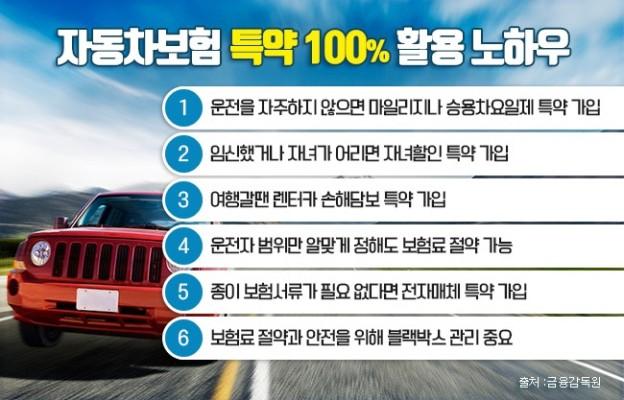 자동차보험 특약 100% 활용 노하우
1 운전을 자주하지 않으면 마일리지나 승용차요일제 특약 가입
2 임신했거나 자녀가 어리면 자녀할인 특약 가입
3 여행갈땐 렌터카 손해담보 특약 가입
4 운전자 범위만 알맞게 정해도 보험료 절약 가능
5 종이 보험서류가 필요 없다면 전자매체 특약 가입
6 보험료 절약과 안전을 위해 블랙박스 관리 중요
출처 :금융감독원